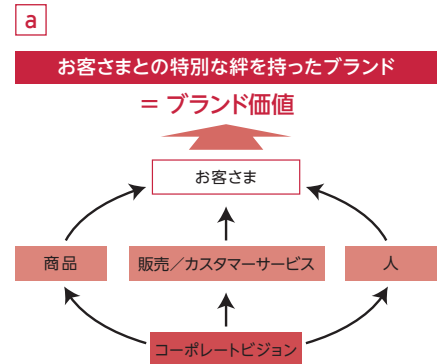 a
お客さまとの特別な絆を持ったブランド
= ブランド価値
お客さま
商品
販売／カスタマーサービス
人
コーポレートビジョン